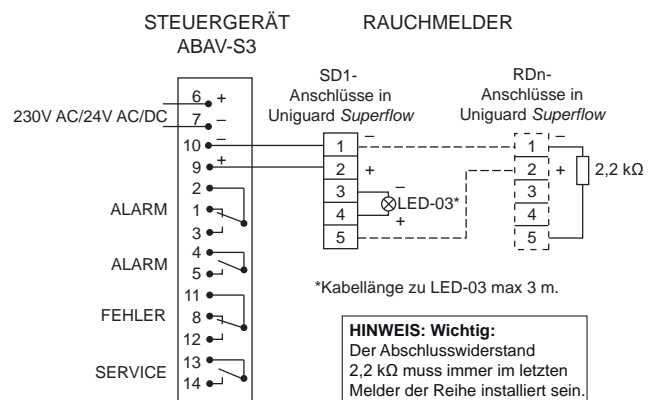 STEUERGERÄT
ABAV-S3
RAUCHMELDER
SD1-
Anschlüsse in
Uniguard Superflow
RDn-
Anschlüsse in
Uniguard Superflow
230V AC/24V AC/DC
6 +
7 –
10 –
9 +
2
ALARM
1
3
4
ALARM
5
11
FEHLER
8
12
13
SERVICE
14
1 –
2 +
3 –
LED-03*
4 +
5
1 –
2 +
2,2 kΩ
3
4
5
*Kabellänge zu LED-03 max 3 m.
HINWEIS: Wichtig:
Der Abschlusswiderstand
2,2 kΩ muss immer im letzten
Melder der Reihe installiert sein.